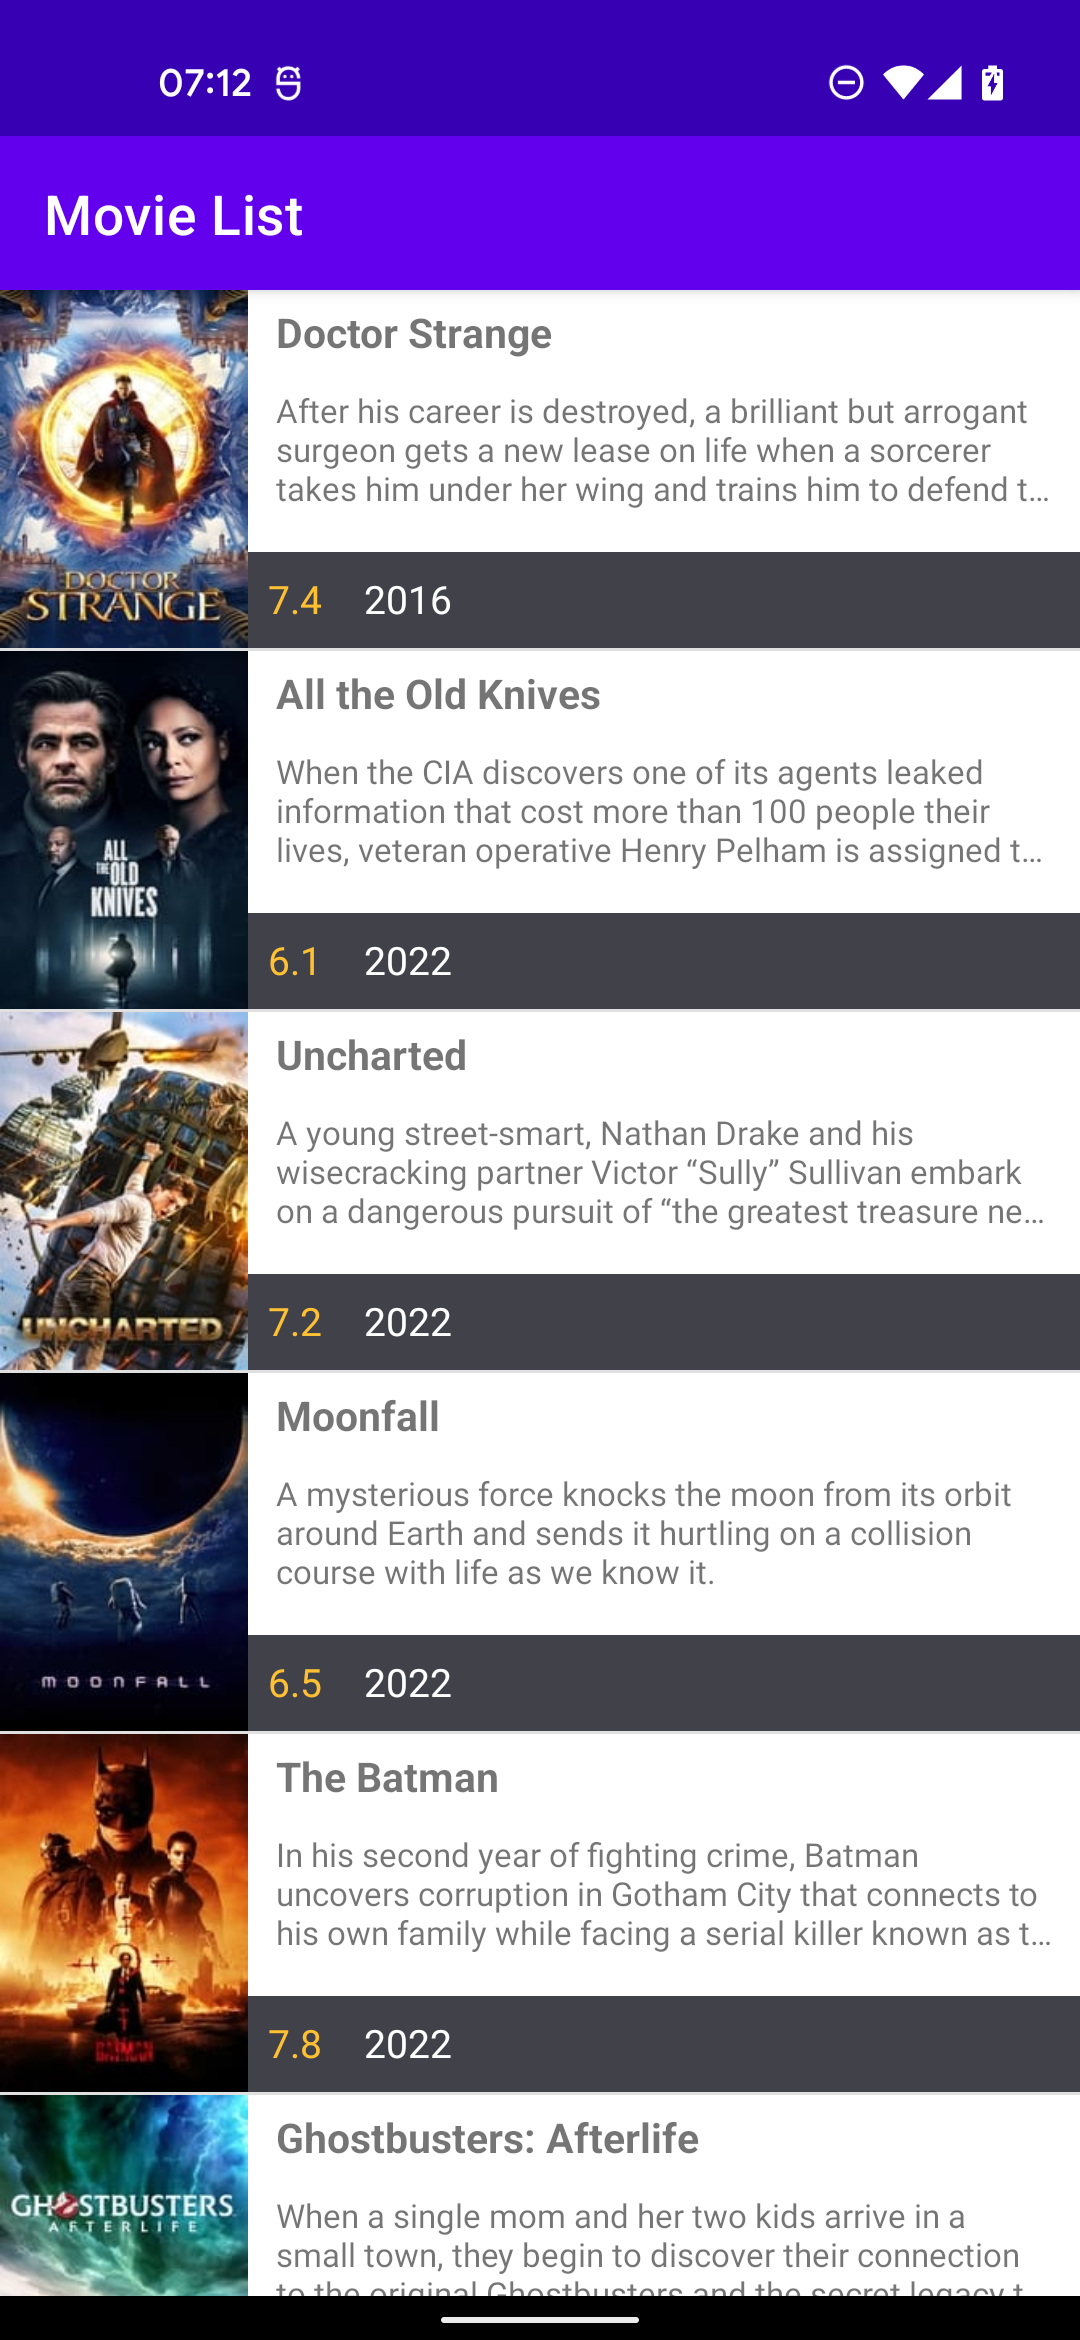 07:12
Movie List
DOCTOR
STRANGE
Doctor Strange
After his career is destroyed, a brilliant but arrogant
surgeon gets a new lease on life when a sorcerer
takes him under her wing and trains him to defend t…
7.4 2016
ALL
THE OLD
KNIVES
All the Old Knives
When the CIA discovers one of its agents leaked
information that cost more than 100 people their
lives, veteran operative Henry Pelham is assigned t…
6.1 2022
UNCHARTED
Uncharted
A young street-smart, Nathan Drake and his
wisecracking partner Victor “Sully” Sullivan embark
on a dangerous pursuit of “the greatest treasure ne…
7.2 2022
MOONFALL
Moonfall
A mysterious force knocks the moon from its orbit
around Earth and sends it hurtling on a collision
course with life as we know it.
6.5 2022
BATMAN
The Batman
In his second year of fighting crime, Batman
uncovers corruption in Gotham City that connects to
his own family while facing a serial killer known as t…
7.8 2022
GHOSTBUSTERS
AFTERLIFE
Ghostbusters: Afterlife
When a single mom and her two kids arrive in a
small town, they begin to discover their connection
to the original Ghostbusters and the secret legacy t